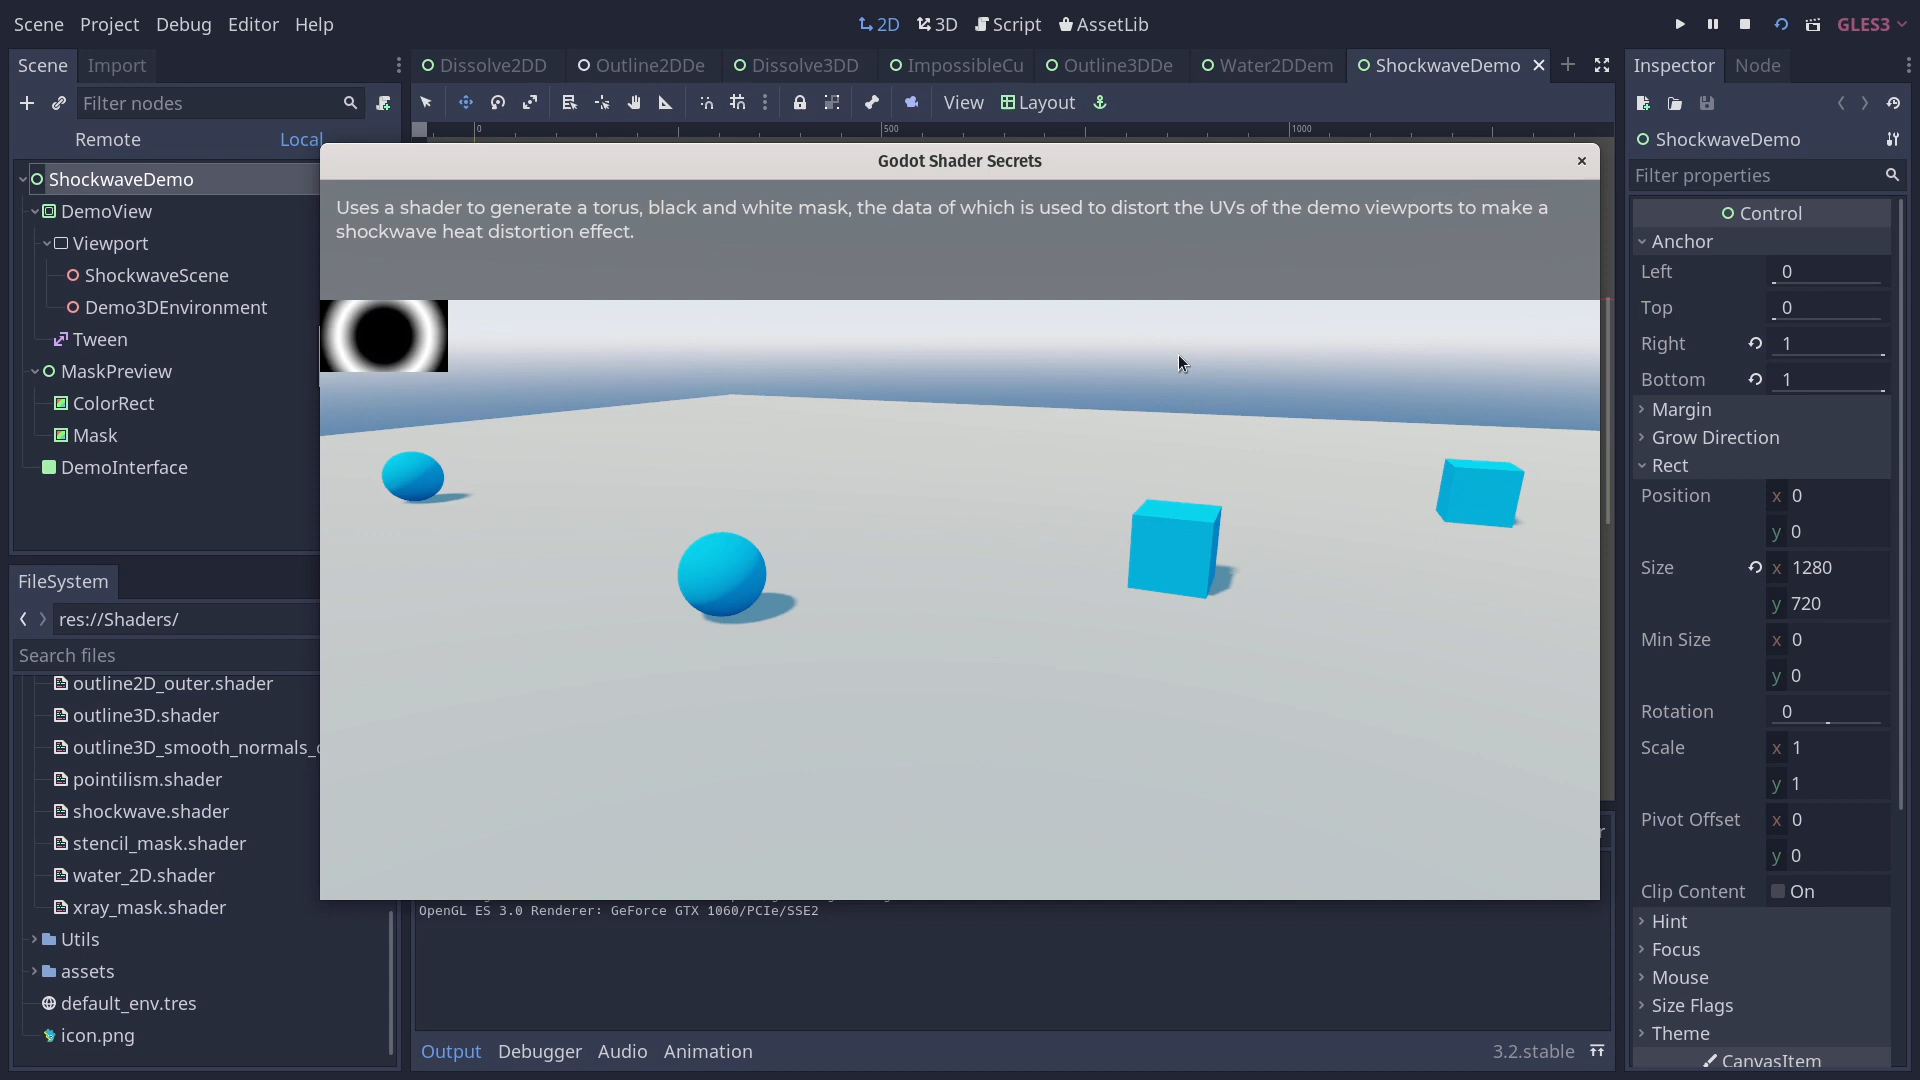 Scene Project Debug Editor Help
2D 3D Script AssetLib
GLES3
Scene Import
Dissolve2DD Outline2DDe Dissolve3DD ImpossibleCu Outline3DDe Water2DDem ShockwaveDemo
Inspector Node
Filter nodes
View Layout
Remote Local
0 500 1000
ShockwaveDemo
Filter properties
Godot Shader Secrets
Uses a shader to generate a torus, black and white mask, the data of which is used to distort the UVs of the demo viewports to make a
shockwave heat distortion effect.
ShockwaveDemo
DemoView
Viewport
ShockwaveScene
Demo3DEnvironment
Tween
MaskPreview
ColorRect
Mask
DemoInterface
FileSystem
res://Shaders/
Search files
outline2D_outer.shader
outline3D.shader
outline3D_smooth_normals_
pointilism.shader
shockwave.shader
stencil_mask.shader
water_2D.shader
xray_mask.shader
Utils
assets
default_env.tres
icon.png
OpenGL ES 3.0 Renderer: GeForce GTX 1060/PCIe/SSE2
Output Debugger Audio Animation
3.2.stable
Control
Anchor
Left 0
Top 0
Right 1
Bottom 1
Margin
Grow Direction
Rect
Position x 0
y 0
Size x 1280
y 720
Min Size x 0
y 0
Rotation 0
Scale x 1
y 1
Pivot Offset x 0
y 0
Clip Content On
Hint
Focus
Mouse
Size Flags
Theme
CanvasItem